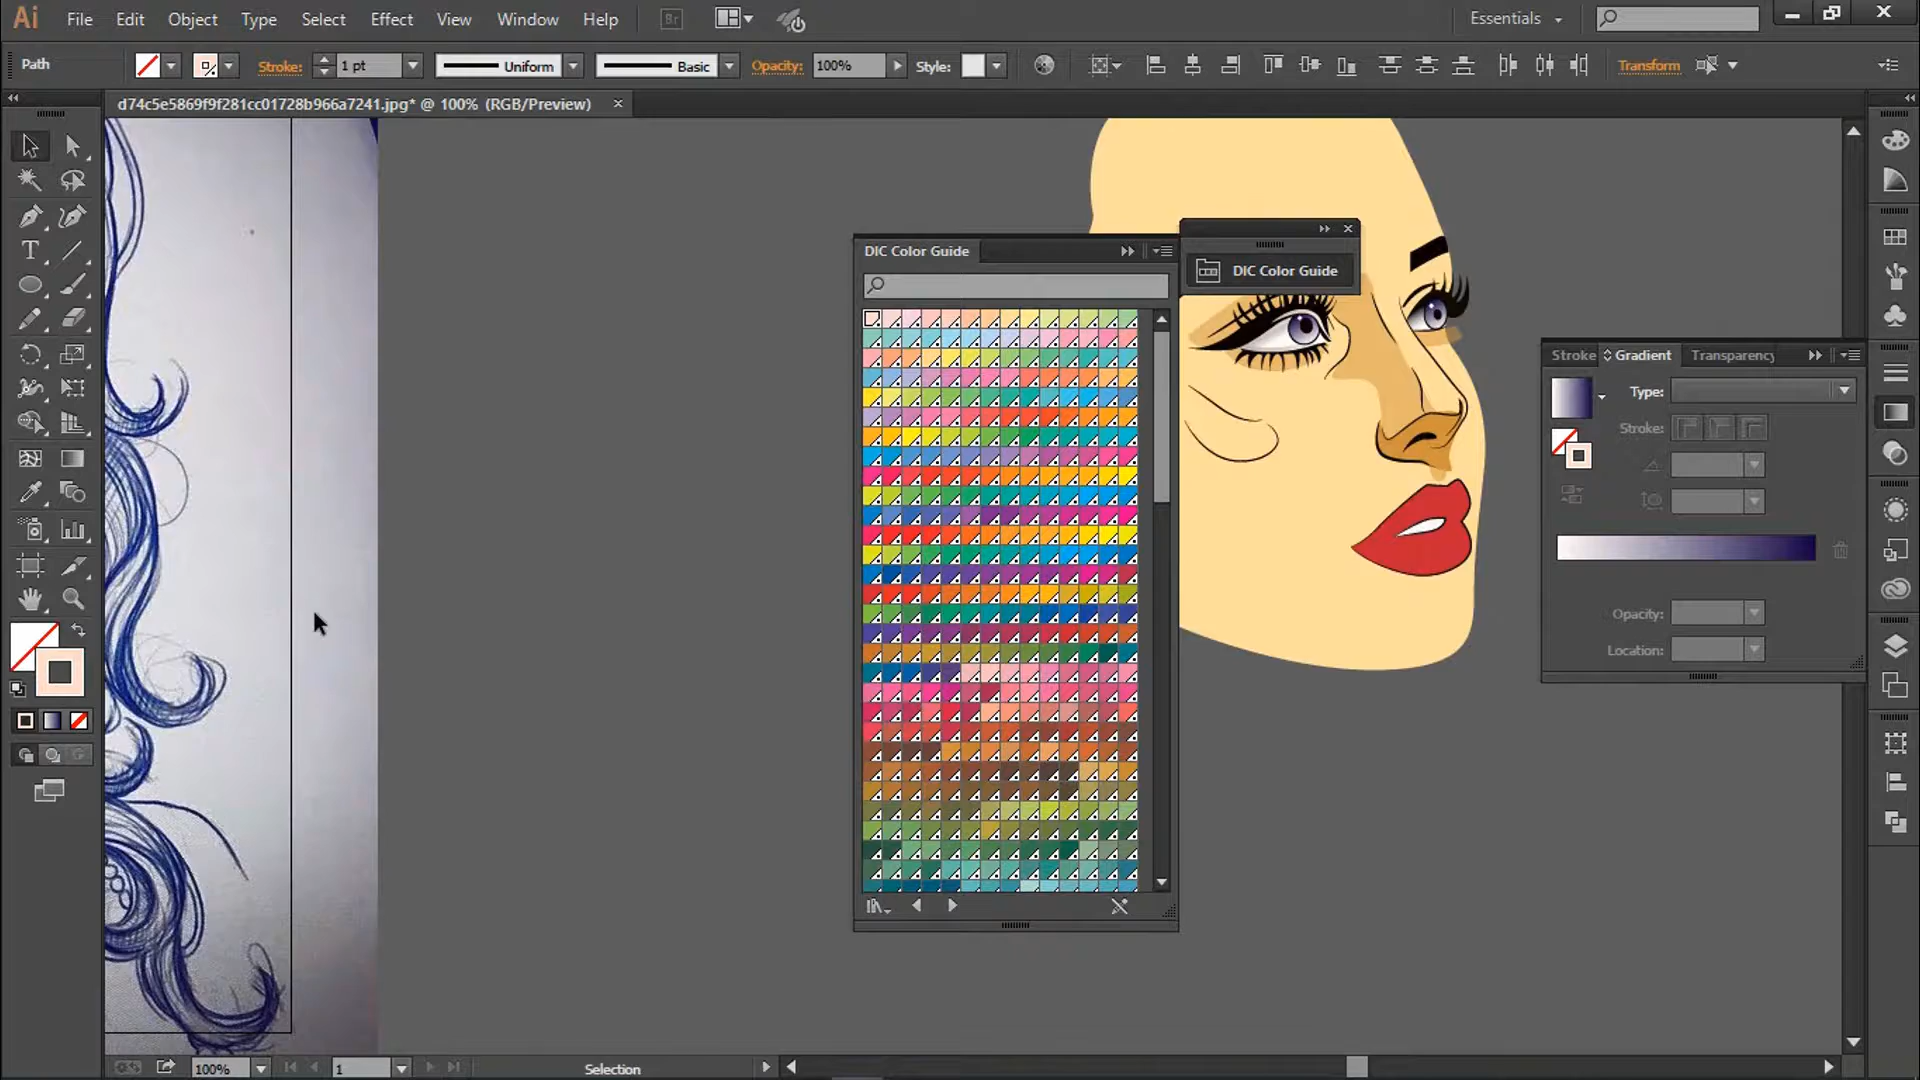 Ai File Edit Object Type Select Effect View Window Help Br Essentials
Path Stroke: 1 pt Uniform Basic Opacity: 100% Style: Transform
d74c5e5869f9f281cc01728b966a7241.jpg* @ 100% (RGB/Preview)
DIC Color Guide
DIC Color Guide
Stroke Gradient Transparency
Type:
Stroke:
Opacity:
Location:
100% 1 Selection